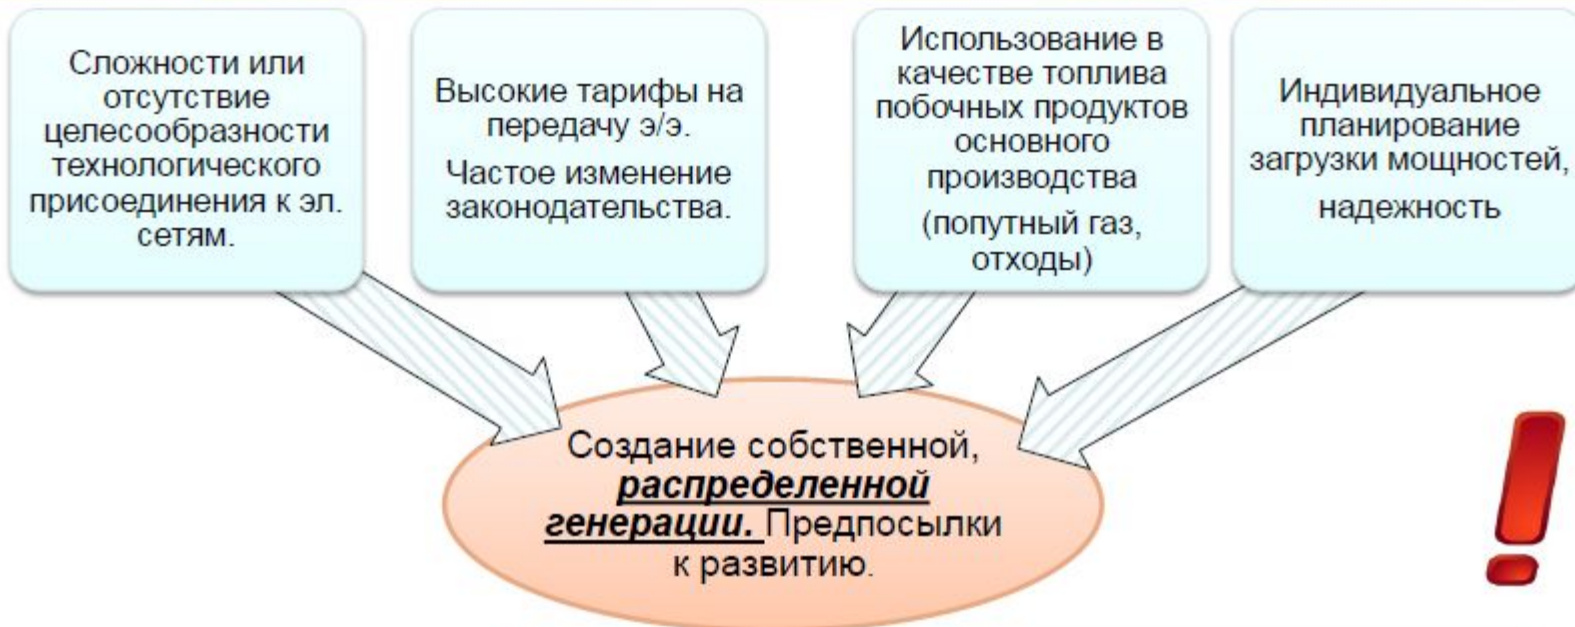 Сложности или
отсутствие
целесообразности
технологического
присоединения к эл.
сетям.
Высокие тарифы на
передачу э/э.
Частое изменение
законодательства.
Использование в
качестве топлива
побочных продуктов
основного
производства
(попутный газ,
отходы)
Индивидуальное
планирование
загрузки мощностей,
надежность
Создание собственной,
распределенной
генерации. Предпосылки
к развитию.
!